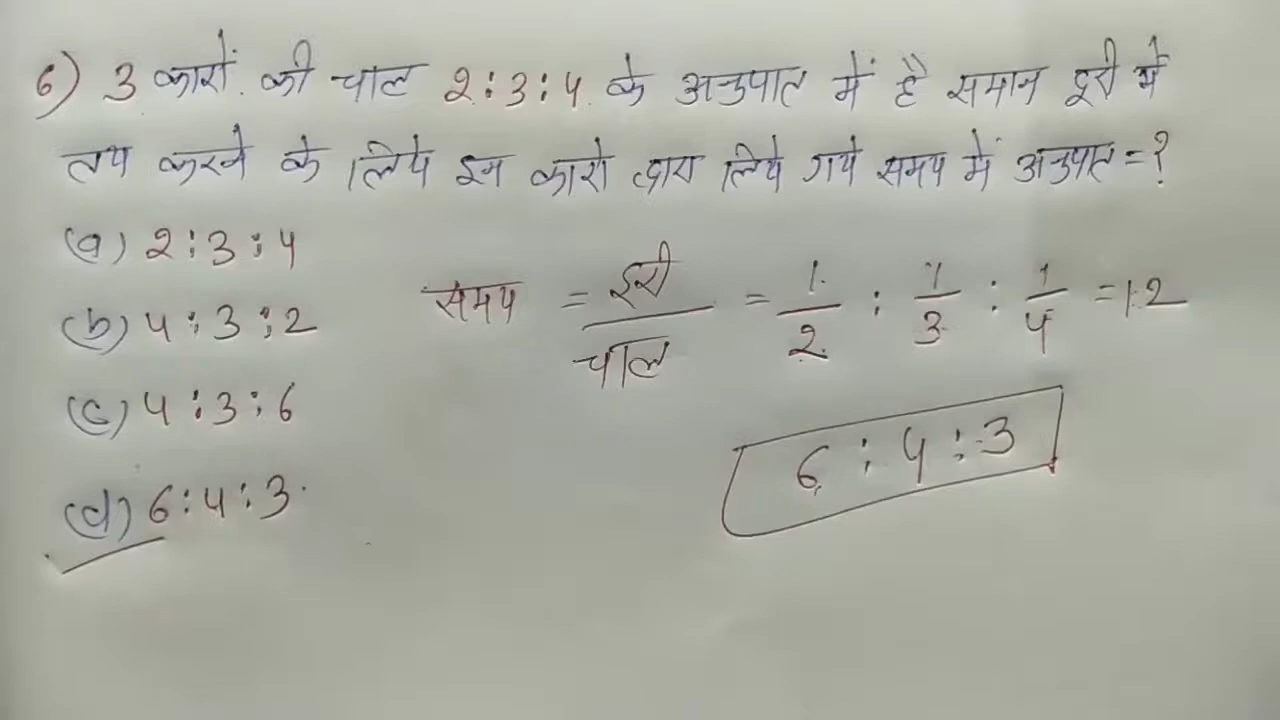 6) 3 कारों की चाल 2:3:4 के अनुपात में है समान दूरी में
तय करने के लिये इन कारो द्वारा लिये गये समय में अनुपात=?
(a) 2:3:4
(b) 4:3:2
(c) 4:3:6
(d) 6:4:3
समय = दूरी/चाल = 1/2 : 1/3 : 1/4 = 12
6:4:3